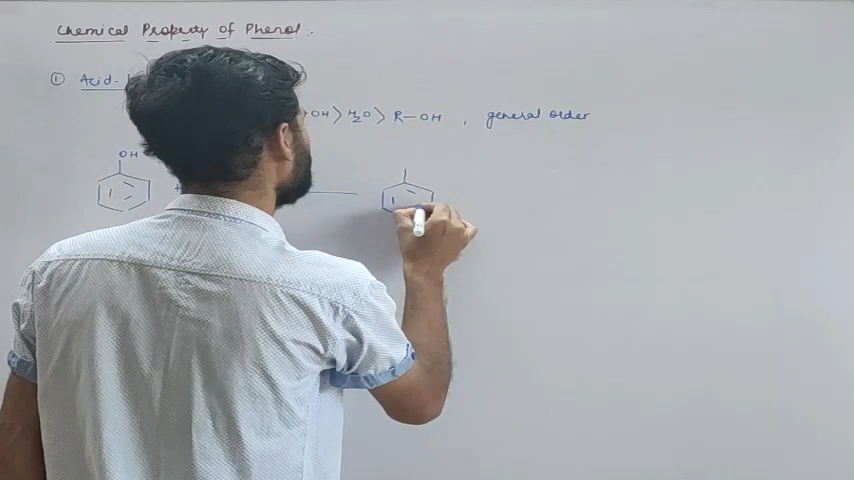 Chemical Property of Phenol :-
① Acid-
OH > H2O > R—OH , general order
OH
+